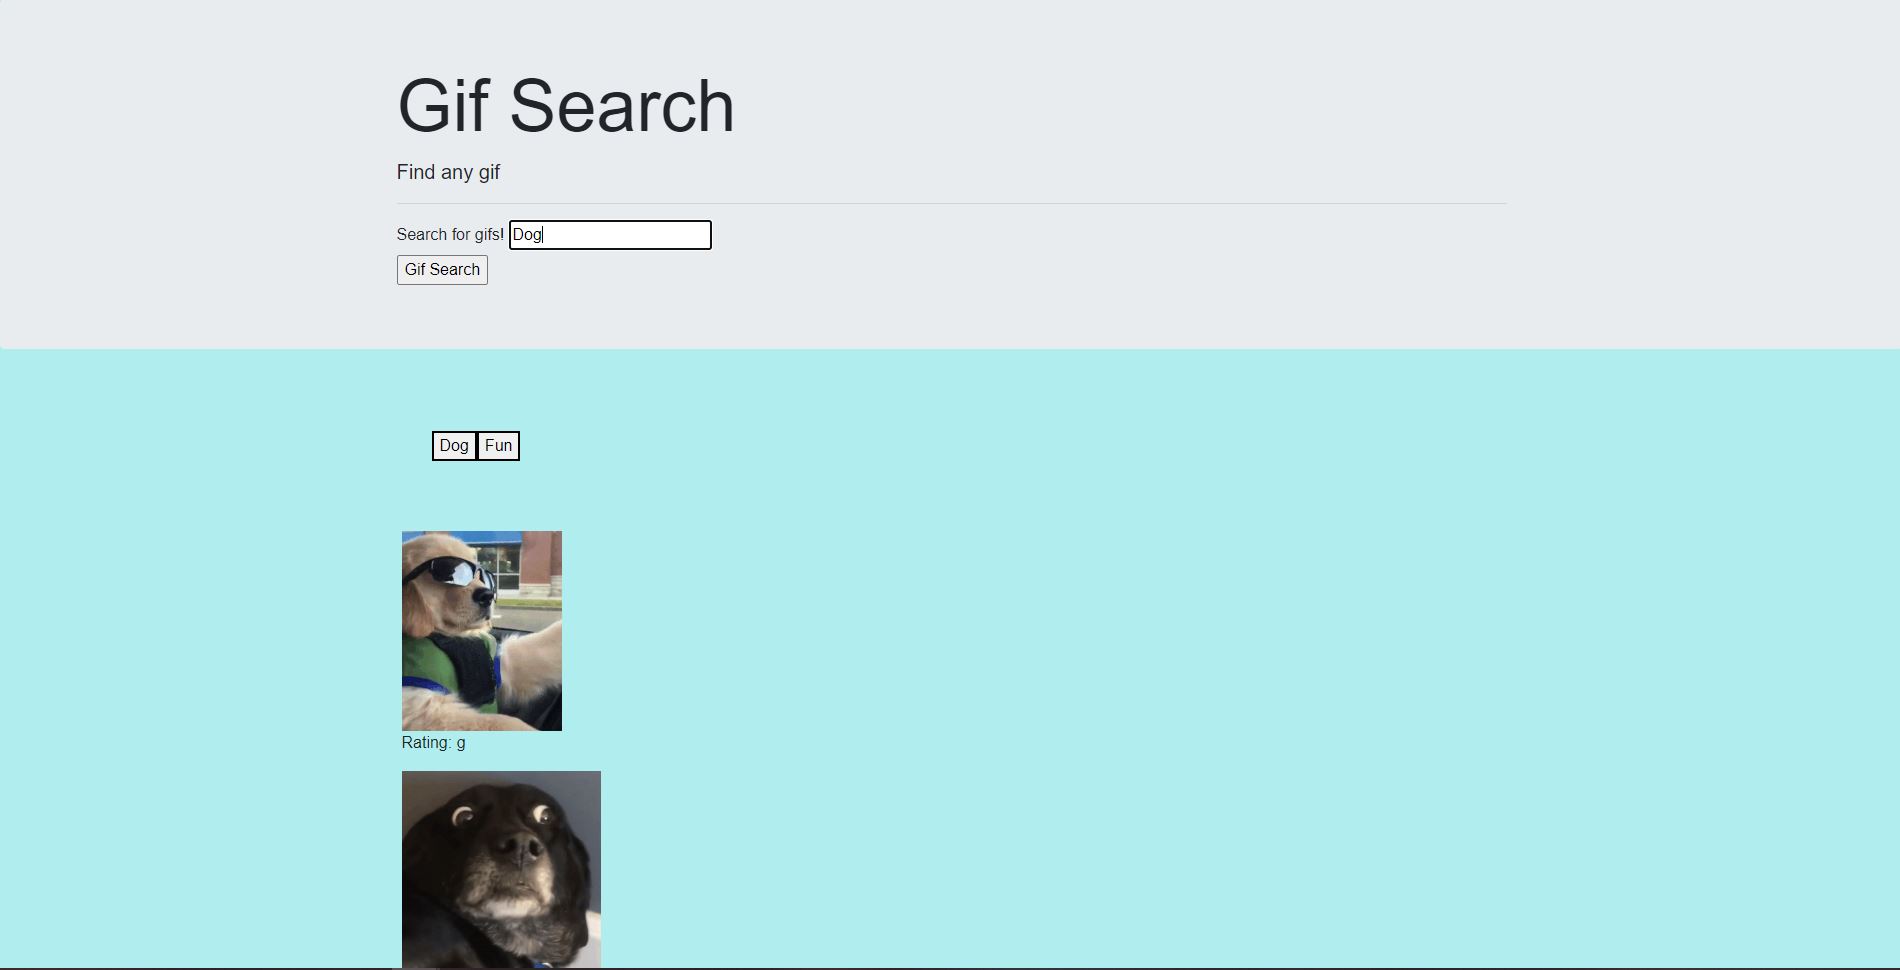 Gif Search
Find any gif
Search for gifs! Dog
Gif Search
Dog Fun
Rating: g